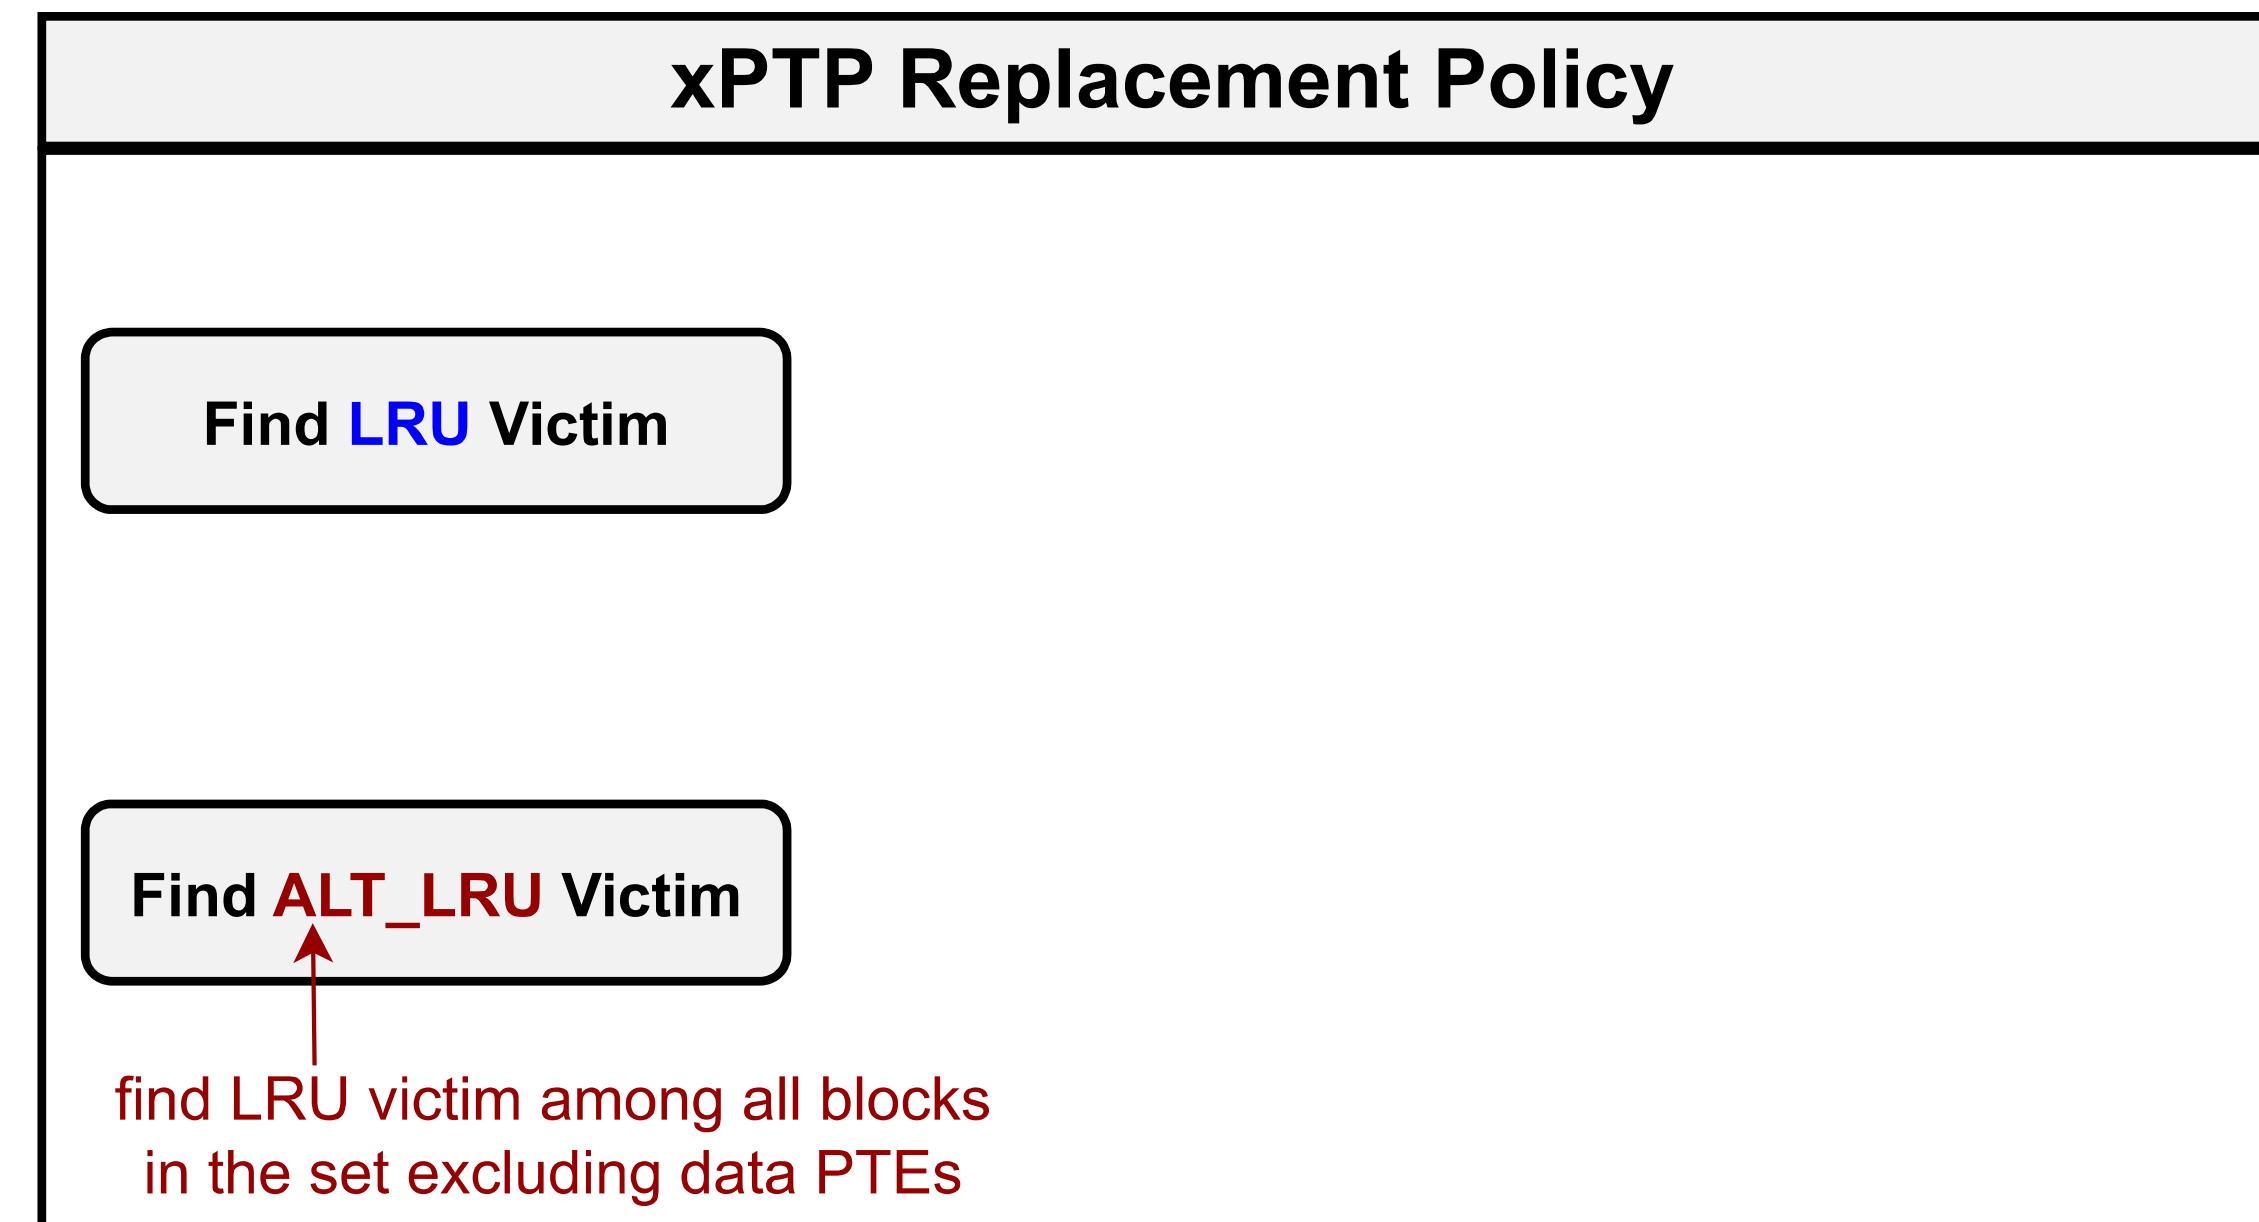 xPTP Replacement Policy
Find LRU Victim
Find ALT_LRU Victim
find LRU victim among all blocks
in the set excluding data PTEs